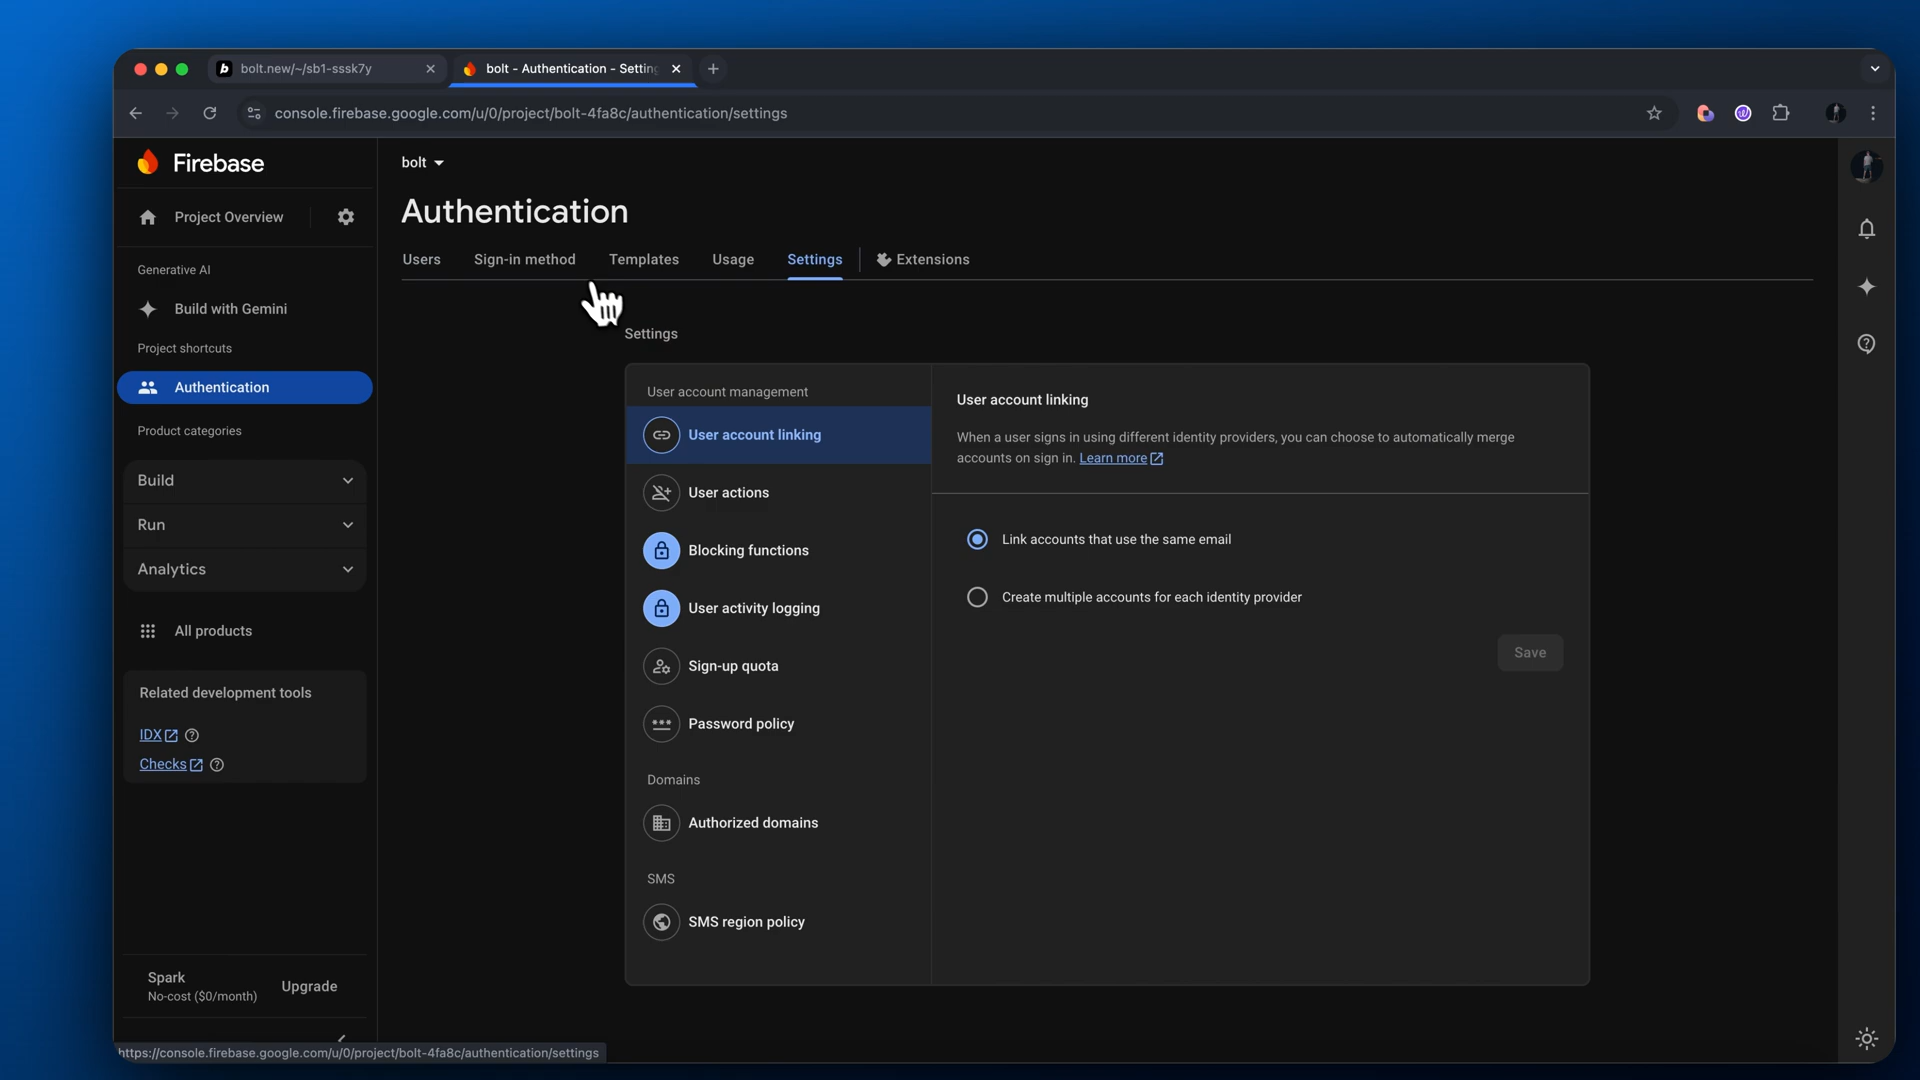 bolt.new/~/sb1-sssk7y
bolt - Authentication - Setting
console.firebase.google.com/u/0/project/bolt-4fa8c/authentication/settings
Firebase
Project Overview
Generative AI
Build with Gemini
Project shortcuts
Authentication
Product categories
Build
Run
Analytics
All products
Related development tools
IDX
Checks
Spark
No-cost ($0/month)
Upgrade
https://console.firebase.google.com/u/0/project/bolt-4fa8c/authentication/settings
bolt
Authentication
Users Sign-in method Templates Usage Settings Extensions
Settings
User account management
User account linking
User actions
Blocking functions
User activity logging
Sign-up quota
Password policy
Domains
Authorized domains
SMS
SMS region policy
User account linking
When a user signs in using different identity providers, you can choose to automatically merge
accounts on sign in. Learn more
Link accounts that use the same email
Create multiple accounts for each identity provider
Save